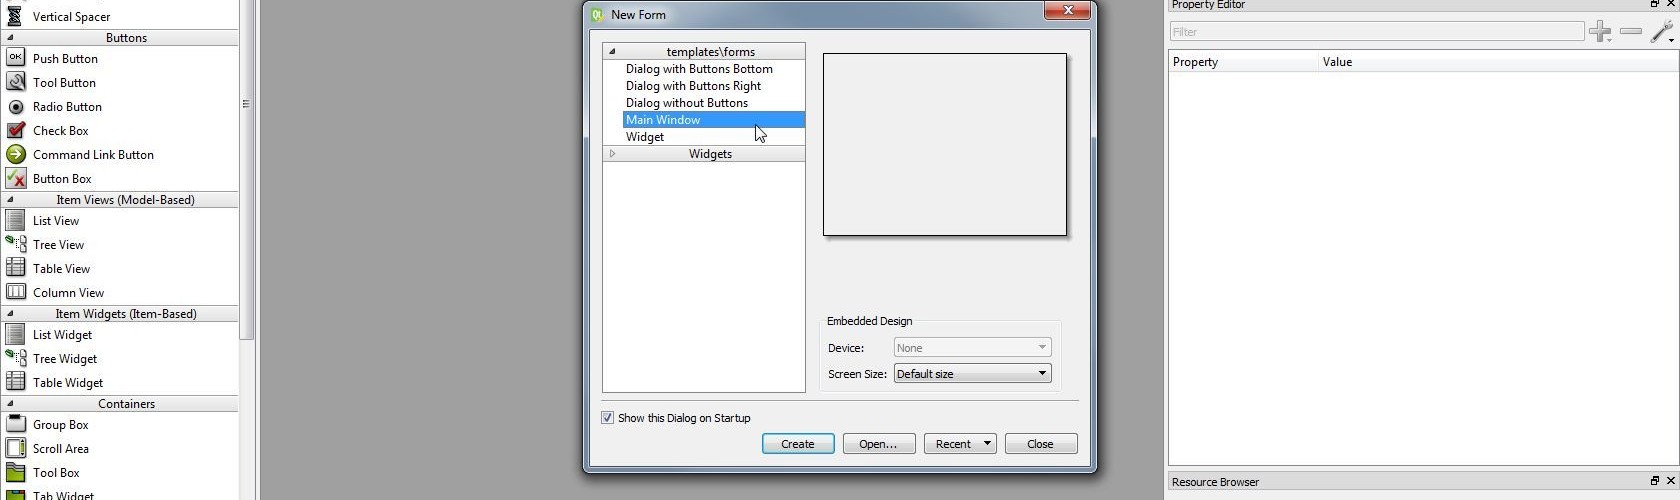 Vertical Spacer
Buttons
OK Push Button
Tool Button
Radio Button
Check Box
Command Link Button
Button Box
Item Views (Model-Based)
List View
Tree View
Table View
Column View
Item Widgets (Item-Based)
List Widget
Tree Widget
Table Widget
Containers
Group Box
Scroll Area
Tool Box
Tab Widget
New Form
templates\forms
Dialog with Buttons Bottom
Dialog with Buttons Right
Dialog without Buttons
Main Window
Widget
Widgets
Embedded Design
Device: None
Screen Size: Default size
Show this Dialog on Startup
Create Open... Recent Close
Property Editor
Filter
Property Value
Resource Browser